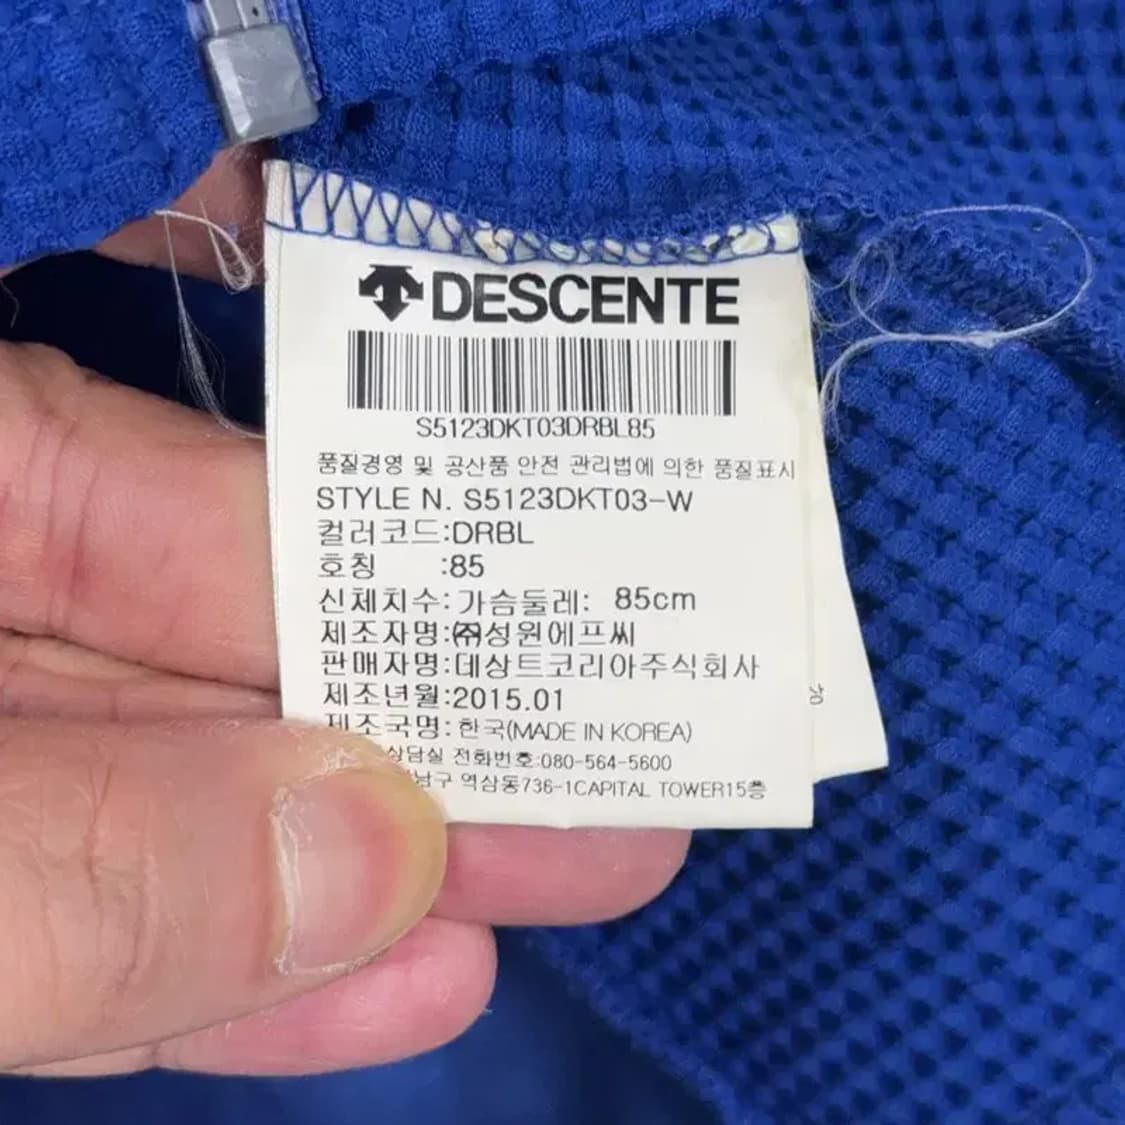 DESCENTE
S5123DKT03DRBL85
품질경영 및 공산품 안전 관리법에 의한 품질표시
STYLE N. S5123DKT03-W
컬러코드:DRBL
호칭 :85
신체치수:가슴둘레: 85cm
제조자명:㈜성원에프씨
판매자명:데상트코리아주식회사
제조년월:2015.01
제조국명:한국(MADE IN KOREA)
상담실 전화번호:080-564-5600
남구 역삼동736-1CAPITAL TOWER15층